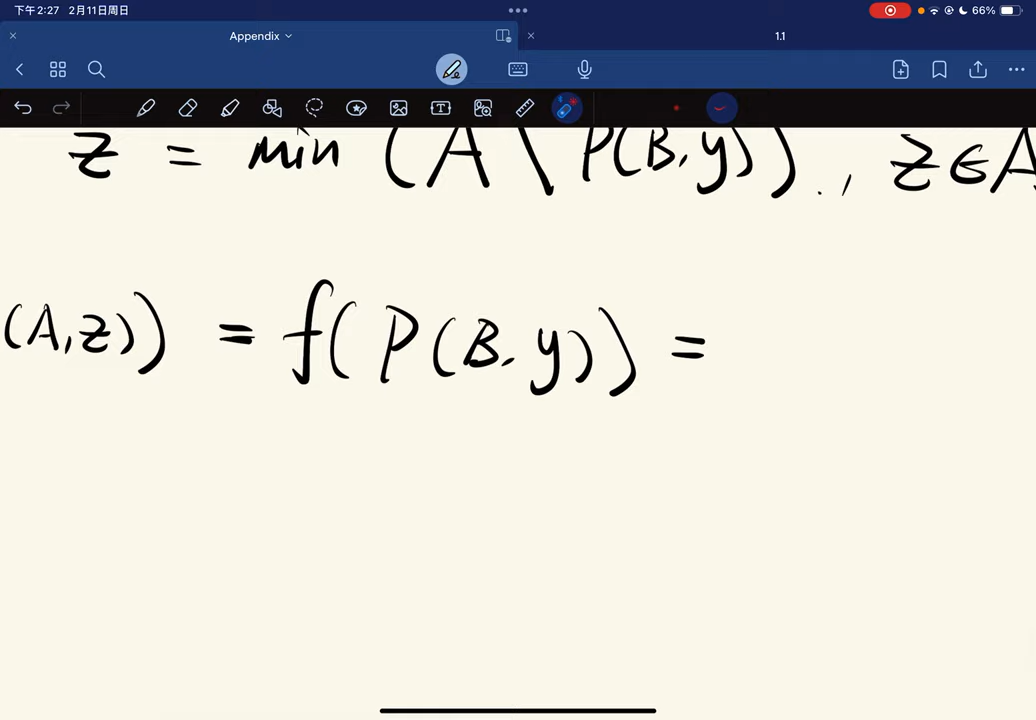 下午2:27 2月11日周日
66%
Appendix
1.1
z = min (A \ P(B,y))., z∈A
(A,z)) = f(P(B,y)) =